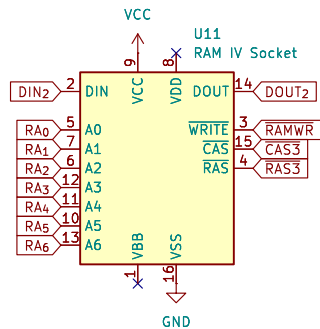 VCC
U11
RAM IV Socket
9
8
VCC
VDD
DIN2
2
DIN
DOUT
14
DOUT2
RA0
5
A0
WRITE
3
RAMWR
RA1
7
A1
CAS
15
CAS3
RA2
6
A2
RAS
4
RAS3
RA3
12
A3
RA4
11
A4
RA5
10
A5
RA6
13
A6
VBB
VSS
1
16
GND